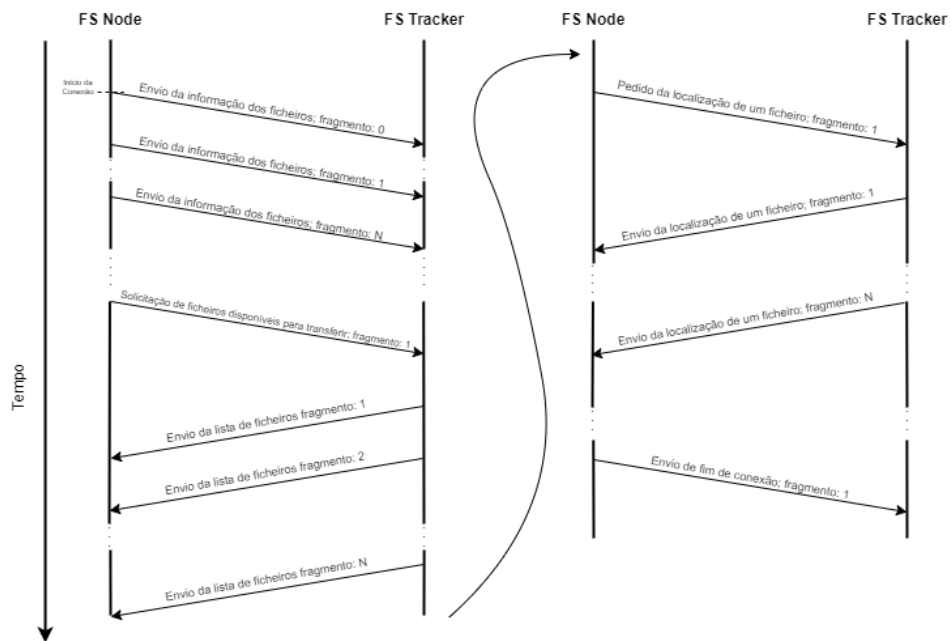 FS Node
FS Tracker
Início da
Conexão
Envio da informação dos ficheiros; fragmento: 0
Envio da informação dos ficheiros; fragmento: 1
Envio da informação dos ficheiros; fragmento: N
Solicitação de ficheiros disponíveis para transferir; fragmento: 1
Envio da lista de ficheiros fragmento: 1
Envio da lista de ficheiros fragmento: 2
Envio da lista de ficheiros fragmento: N
Tempo
FS Node
FS Tracker
Pedido da localização de um ficheiro; fragmento: 1
Envio da localização de um ficheiro; fragmento: 1
Envio da localização de um ficheiro; fragmento: N
Envio de fim de conexão; fragmento: 1